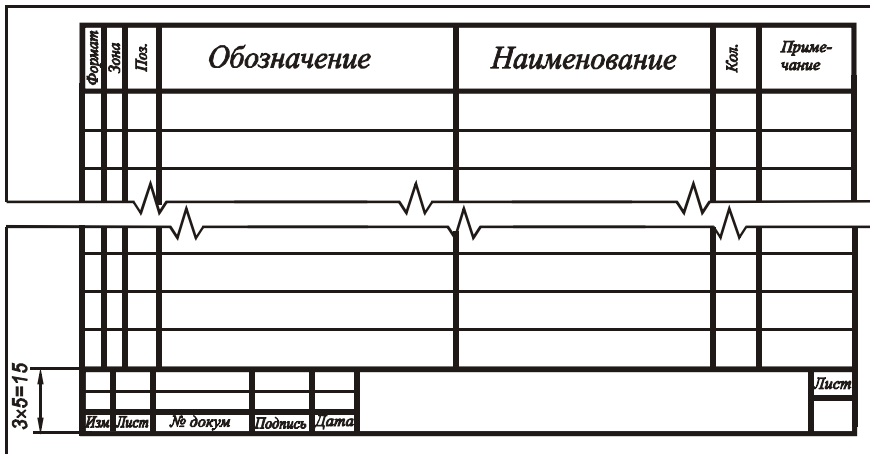 Формат
Зона
Поз.
Обозначение
Наименование
Кол.
Приме-
чание
3×5=15
Лист
Изм Лист № докум Подпись Дата